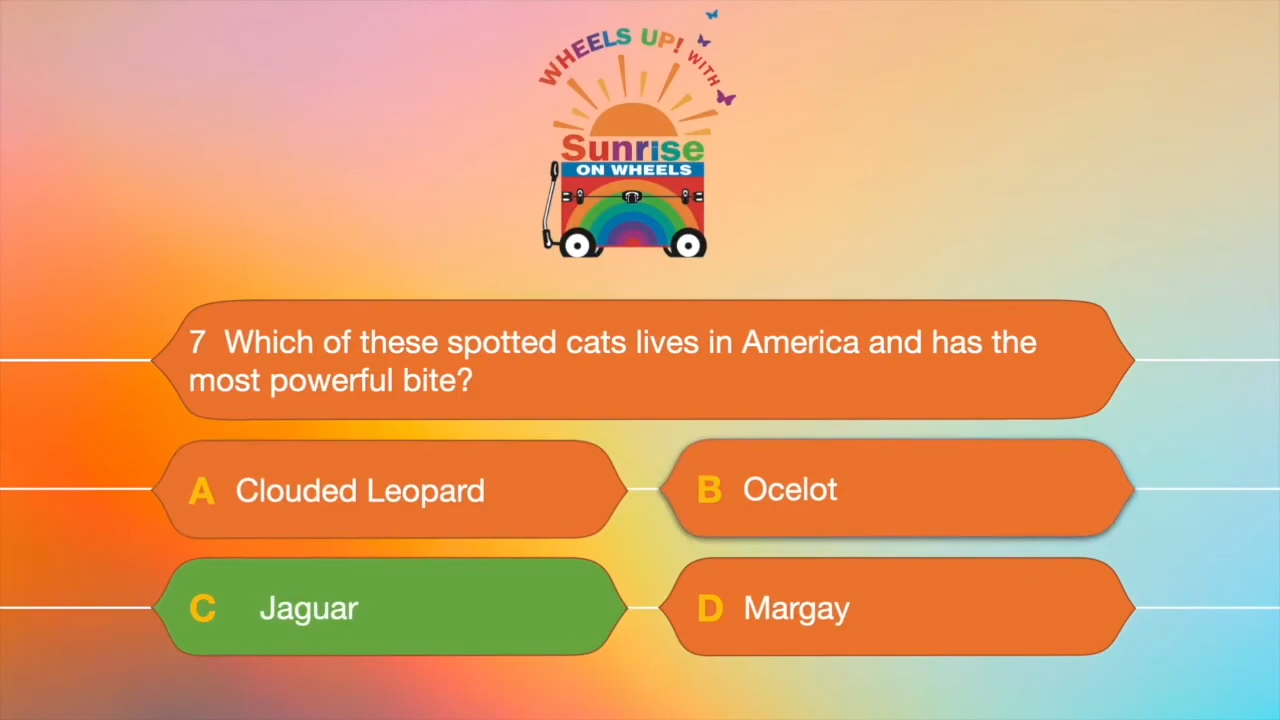 WHEELS UP! WITH
Sunrise
ON WHEELS
7 Which of these spotted cats lives in America and has the
most powerful bite?
A Clouded Leopard
B Ocelot
C Jaguar
D Margay